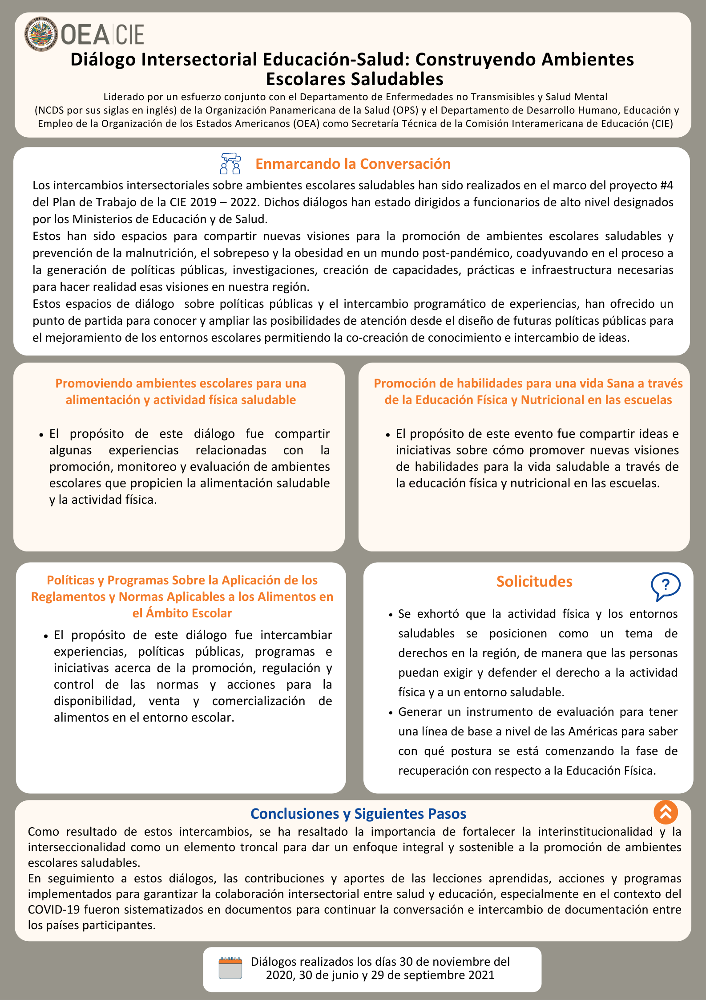 OEA CIE
Diálogo Intersectorial Educación-Salud: Construyendo Ambientes
Escolares Saludables
Liderado por un esfuerzo conjunto con el Departamento de Enfermedades no Transmisibles y Salud Mental
(NCDS por sus siglas en inglés) de la Organización Panamericana de la Salud (OPS) y el Departamento de Desarrollo Humano, Educación y
Empleo de la Organización de los Estados Americanos (OEA) como Secretaría Técnica de la Comisión Interamericana de Educación (CIE)
Enmarcando la Conversación
Los intercambios intersectoriales sobre ambientes escolares saludables han sido realizados en el marco del proyecto #4
del Plan de Trabajo de la CIE 2019 – 2022. Dichos diálogos han estado dirigidos a funcionarios de alto nivel designados
por los Ministerios de Educación y de Salud.
Estos han sido espacios para compartir nuevas visiones para la promoción de ambientes escolares saludables y
prevención de la malnutrición, el sobrepeso y la obesidad en un mundo post-pandémico, coadyuvando en el proceso a
la generación de políticas públicas, investigaciones, creación de capacidades, prácticas e infraestructura necesarias
para hacer realidad esas visiones en nuestra región.
Estos espacios de diálogo sobre políticas públicas y el intercambio programático de experiencias, han ofrecido un
punto de partida para conocer y ampliar las posibilidades de atención desde el diseño de futuras políticas públicas para
el mejoramiento de los entornos escolares permitiendo la co-creación de conocimiento e intercambio de ideas.
Promoviendo ambientes escolares para una
alimentación y actividad física saludable
• El propósito de este diálogo fue compartir
algunas experiencias relacionadas con la
promoción, monitoreo y evaluación de ambientes
escolares que propicien la alimentación saludable
y la actividad física.
Promoción de habilidades para una vida Sana a través
de la Educación Física y Nutricional en las escuelas
• El propósito de este evento fue compartir ideas e
iniciativas sobre cómo promover nuevas visiones
de habilidades para la vida saludable a través de
la educación física y nutricional en las escuelas.
Políticas y Programas Sobre la Aplicación de los
Reglamentos y Normas Aplicables a los Alimentos en
el Ámbito Escolar
• El propósito de este diálogo fue intercambiar
experiencias, políticas públicas, programas e
iniciativas acerca de la promoción, regulación y
control de las normas y acciones para la
disponibilidad, venta y comercialización de
alimentos en el entorno escolar.
Solicitudes
?
• Se exhortó que la actividad física y los entornos
saludables se posicionen como un tema de
derechos en la región, de manera que las personas
puedan exigir y defender el derecho a la actividad
física y a un entorno saludable.
• Generar un instrumento de evaluación para tener
una línea de base a nivel de las Américas para saber
con qué postura se está comenzando la fase de
recuperación con respecto a la Educación Física.
Conclusiones y Siguientes Pasos
Como resultado de estos intercambios, se ha resaltado la importancia de fortalecer la interinstitucionalidad y la
interseccionalidad como un elemento troncal para dar un enfoque integral y sostenible a la promoción de ambientes
escolares saludables.
En seguimiento a estos diálogos, las contribuciones y aportes de las lecciones aprendidas, acciones y programas
implementados para garantizar la colaboración intersectorial entre salud y educación, especialmente en el contexto del
COVID-19 fueron sistematizados en documentos para continuar la conversación e intercambio de documentación entre
los países participantes.
Diálogos realizados los días 30 de noviembre del
2020, 30 de junio y 29 de septiembre 2021